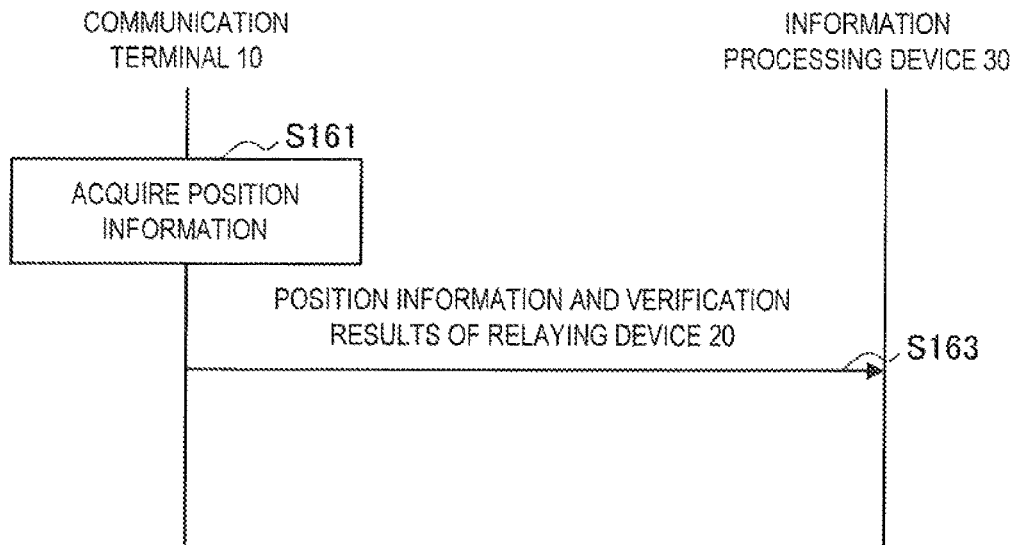 COMMUNICATION
TERMINAL 10
INFORMATION
PROCESSING DEVICE 30
S161
ACQUIRE POSITION
INFORMATION
POSITION INFORMATION AND VERIFICATION
RESULTS OF RELAYING DEVICE 20
S163